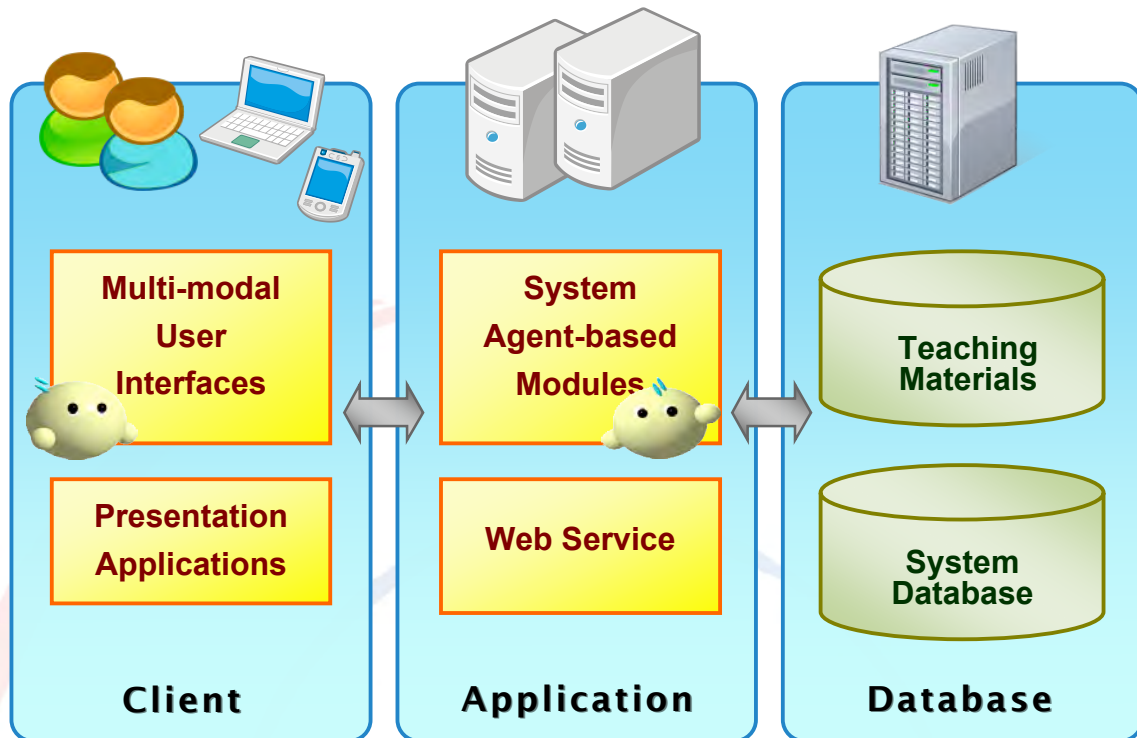 Multi-modal
User
Interfaces
Presentation
Applications
Client
System
Agent-based
Modules
Web Service
Application
Teaching
Materials
System
Database
Database